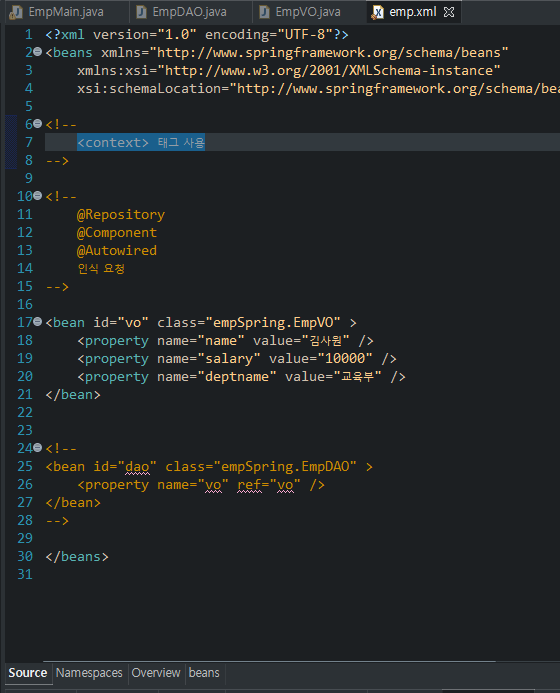 EmpMain.java EmpDAO.java EmpVO.java emp.xml
1 <?xml version="1.0" encoding="UTF-8"?>
2 <beans xmlns="http://www.springframework.org/schema/beans"
3 xmlns:xsi="http://www.w3.org/2001/XMLSchema-instance"
4 xsi:schemaLocation="http://www.springframework.org/schema/bea
5
6 <!--
7 <context> 태그 사용
8 -->
9
10 <!--
11 @Repository
12 @Component
13 @Autowired
14 인식 요청
15 -->
16
17 <bean id="vo" class="empSpring.EmpVO" >
18 <property name="name" value="김사원" />
19 <property name="salary" value="10000" />
20 <property name="deptname" value="교육부" />
21 </bean>
22
23
24 <!--
25 <bean id="dao" class="empSpring.EmpDAO" >
26 <property name="vo" ref="vo" />
27 </bean>
28 -->
29
30 </beans>
31
Source Namespaces Overview beans